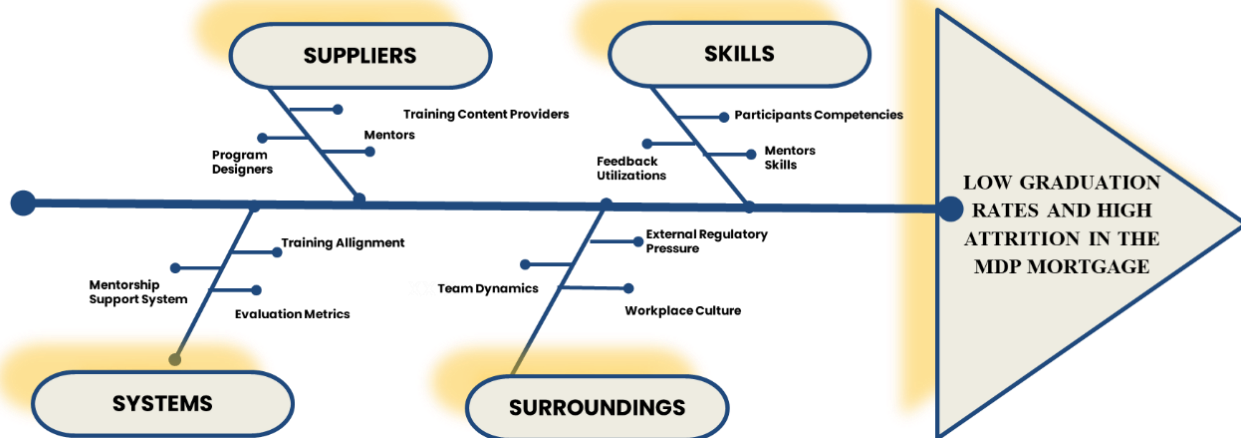 SUPPLIERS
SKILLS
Training Content Providers
Mentors
Program
Designers
Participants Competencies
Mentors
Skills
Feedback
Utilizations
LOW GRADUATION
RATES AND HIGH
ATTRITION IN THE
MDP MORTGAGE
Training Allignment
Mentorship
Support System
Evaluation Metrics
External Regulatory
Pressure
Team Dynamics
Workplace Culture
SYSTEMS
SURROUNDINGS